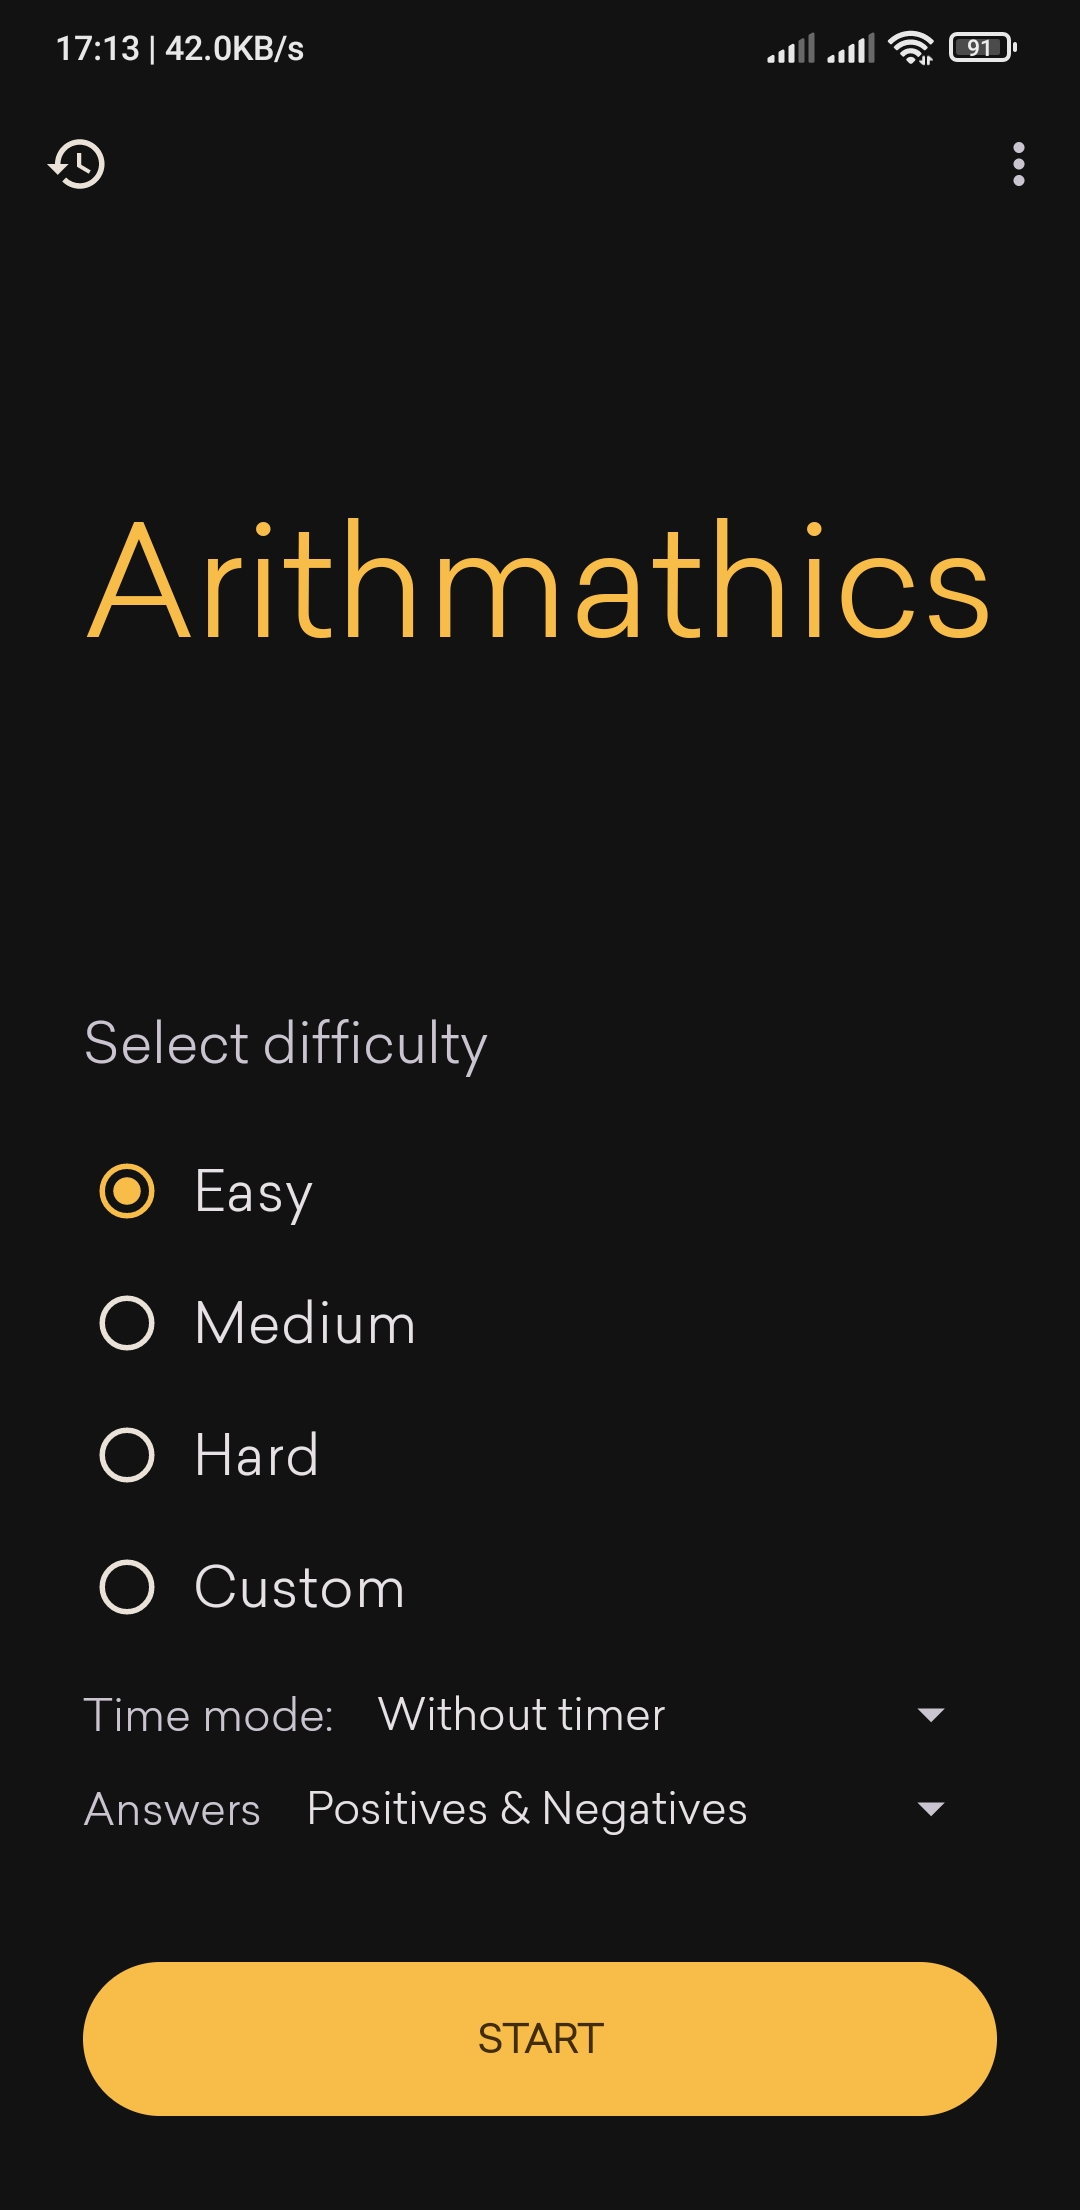 17:13 | 42.0KB/s 91
Arithmathics
Select difficulty
Easy
Medium
Hard
Custom
Time mode: Without timer
Answers Positives & Negatives
START